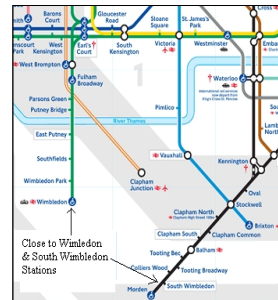 Barons Court
Gloucester Road
Sloane Square
St. James's Park
West Kensington
Earl's Court
South Kensington
Victoria
Westminster
West Brompton
Waterloo
Fulham Broadway
Parsons Green
Putney Bridge
Pimlico
River Thames
East Putney
Southfields
Vauxhall
Kennington
Wimbledon Park
Clapham Junction
Oval
Stockwell
Wimbledon
Clapham North
Brixton
Clapham South
Clapham Common
Close to Wimledon
& South Wimbledon
Stations
Balham
Tooting Bec
Colliers Wood
Tooting Broadway
South Wimbledon
Morden